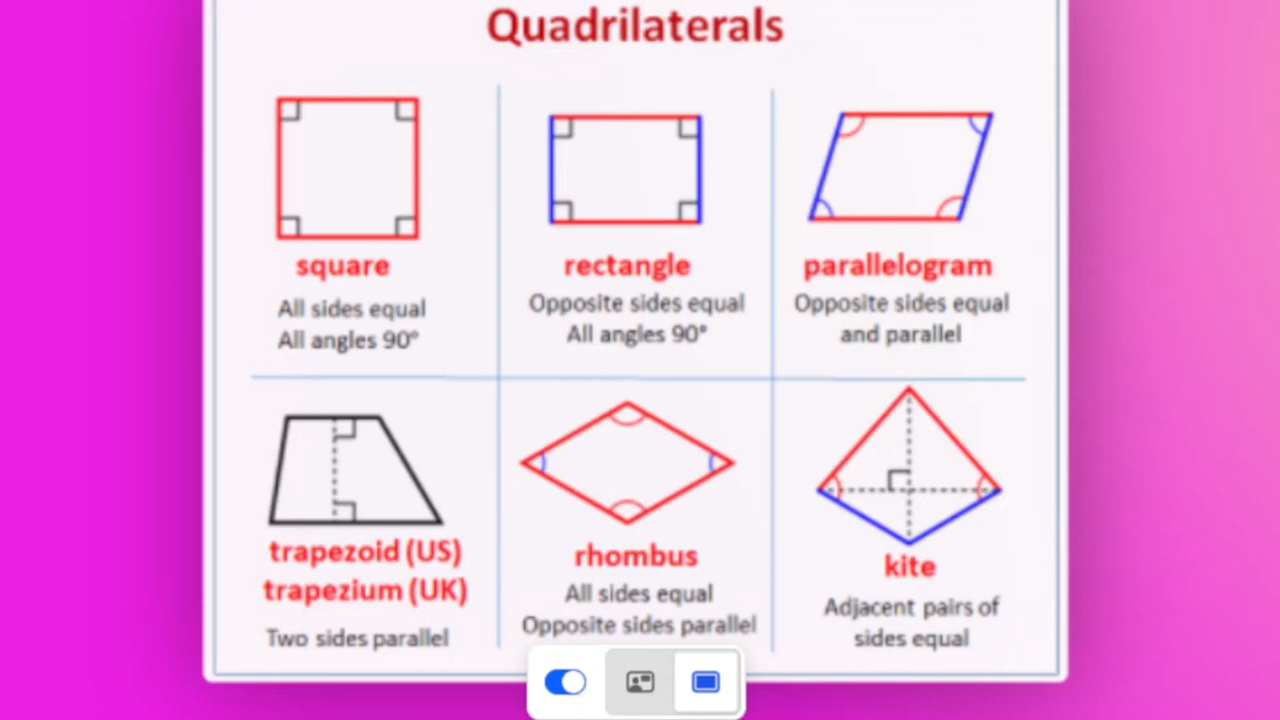 Quadrilaterals
square
All sides equal
All angles 90°
rectangle
Opposite sides equal
All angles 90°
parallelogram
Opposite sides equal
and parallel
trapezoid (US)
trapezium (UK)
Two sides parallel
rhombus
All sides equal
Opposite sides parallel
kite
Adjacent pairs of
sides equal